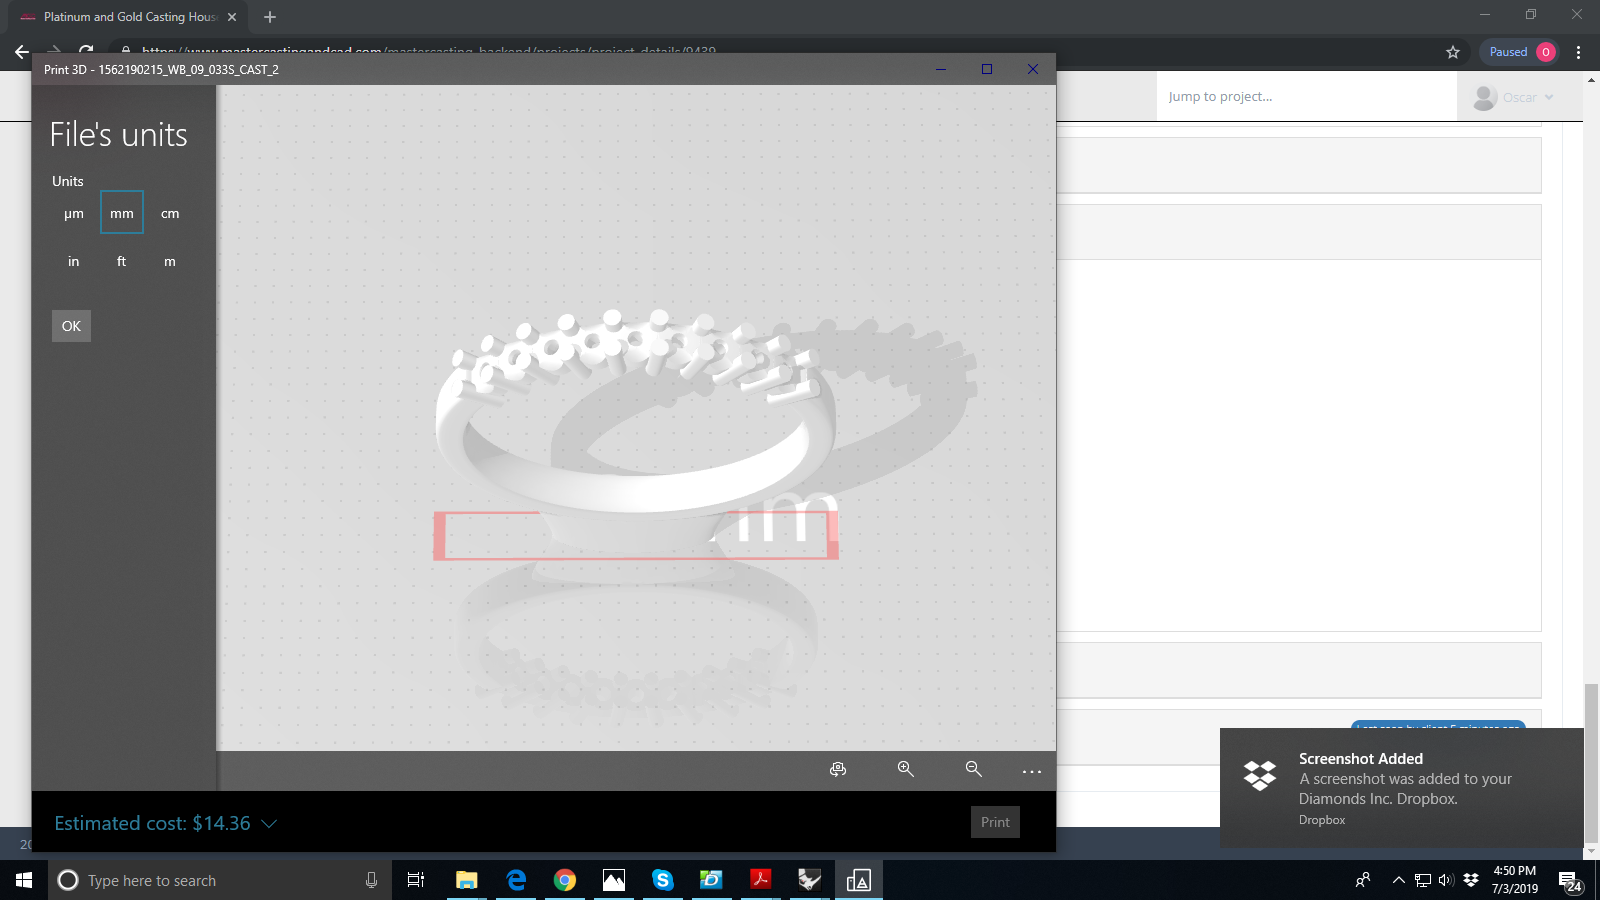 Platinum and Gold Casting Hous
https://www.mastercastingandcad.com/mastercasting_backend/projects/project_details/9439
Paused
0
Print 3D - 1562190215_WB_09_033S_CAST_2
Jump to project...
Oscar
File's units
Units
µm
mm
cm
in
ft
m
OK
Estimated cost: $14.36
Print
Screenshot Added
A screenshot was added to your
Diamonds Inc. Dropbox.
Dropbox
Type here to search
4:50 PM
7/3/2019
24